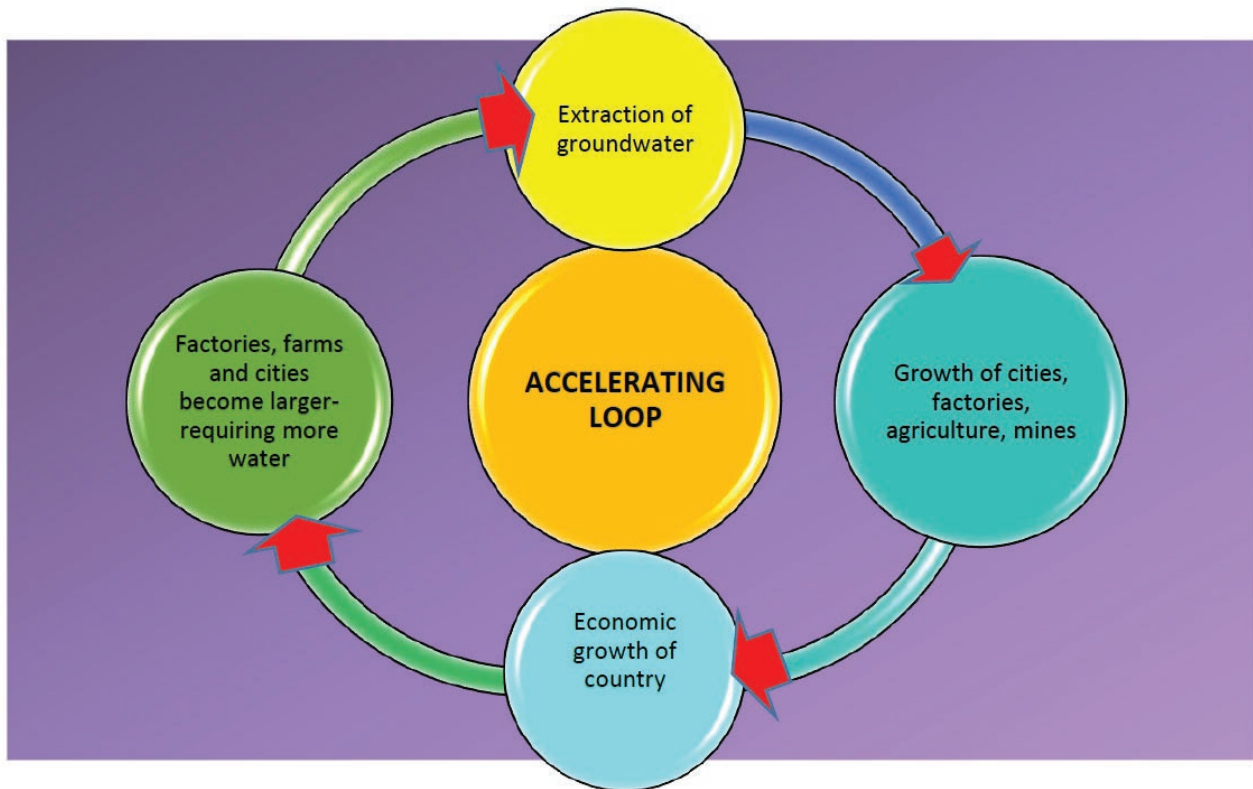 Extraction of
groundwater
Growth of cities,
factories,
agriculture, mines
Economic
growth of
country
Factories, farms
and cities
become larger-
requiring more
water
ACCELERATING
LOOP